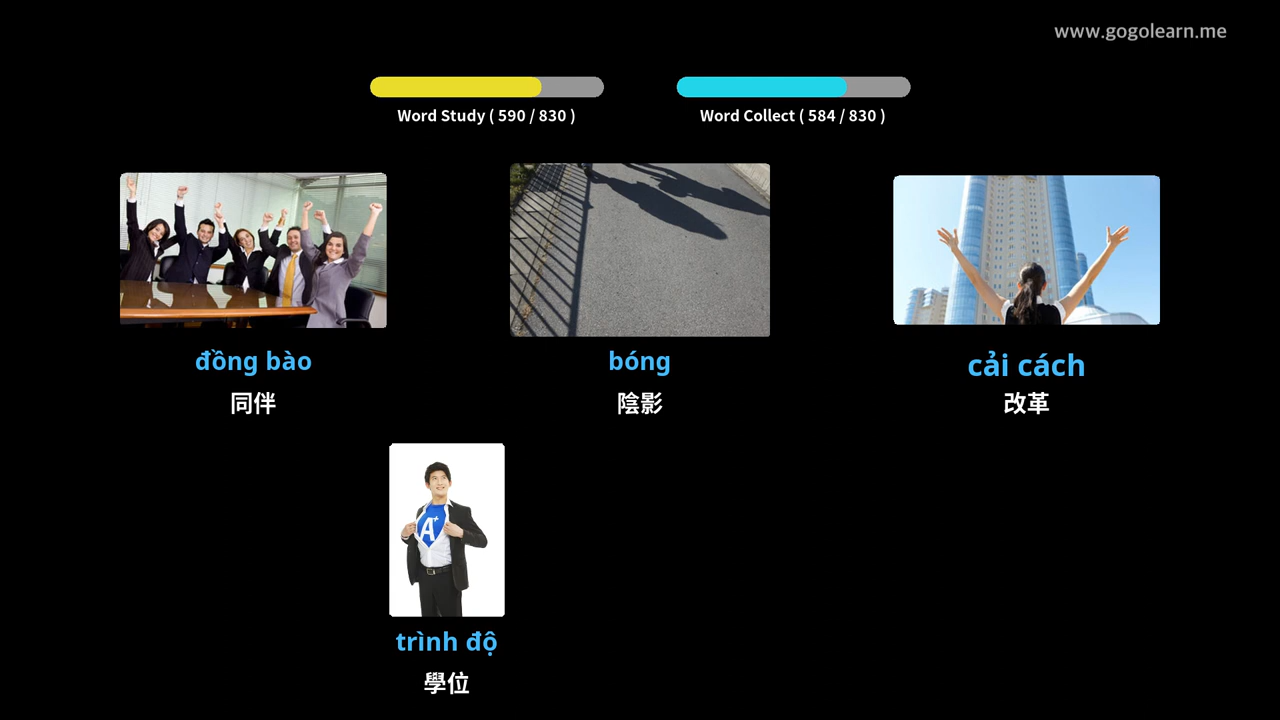 www.gogolearn.me
Word Study ( 590 / 830 )
Word Collect ( 584 / 830 )
đồng bào
同伴
bóng
陰影
cải cách
改革
A+
trình độ
學位